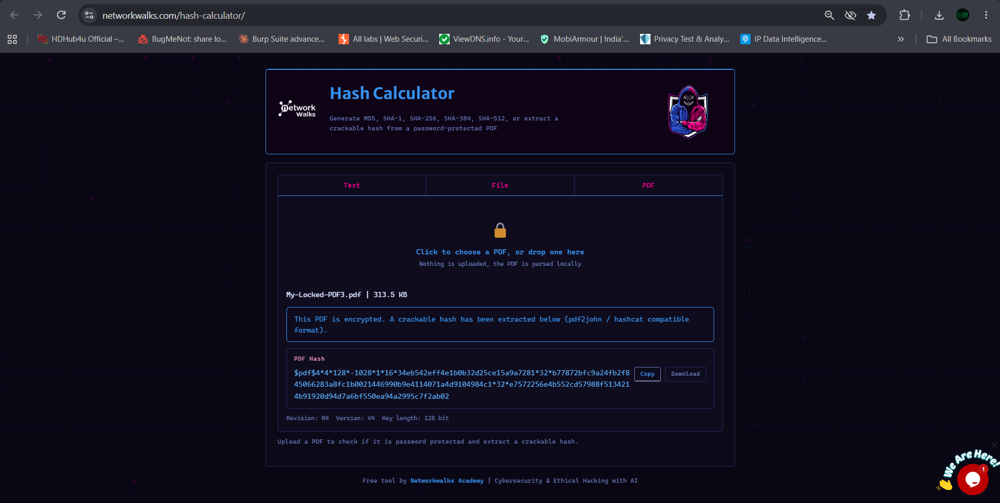 networkwalks.com/hash-calculator/
HDHub4u Official –...
BugMeNot: share lo...
Burp Suite advance...
All labs | Web Securi...
ViewDNS.info - Your...
MobiArmour | India'...
Privacy Test & Analy...
IP Data Intelligence...
All Bookmarks
network
Walks
Hash Calculator
Generate MD5, SHA-1, SHA-256, SHA-384, SHA-512, or extract a
crackable hash from a password-protected PDF
Text
File
PDF
Click to choose a PDF, or drop one here
Nothing is uploaded, the PDF is parsed locally
My-Locked-PDF3.pdf | 313.5 KB
This PDF is encrypted. A crackable hash has been extracted below (pdf2john / hashcat compatible
format).
PDF Hash
$pdf$4*4*128*-1028*1*16*34eb542eff4e1b0b32d25ce15a9a7281*32*b77872bfc9a24fb2f8
45066283a8fc1b0021446990b9e4114071a4d9104984c1*32*e7572256e4b552cd57988f513421
4b91920d94d7a6bf550ea94a2995c7f2ab02
Copy
Download
Revision: R4 Version: V4 Key length: 128 bit
Upload a PDF to check if it is password protected and extract a crackable hash.
Free tool by Networkwalks Academy | Cybersecurity & Ethical Hacking with AI
We Are Here!
1